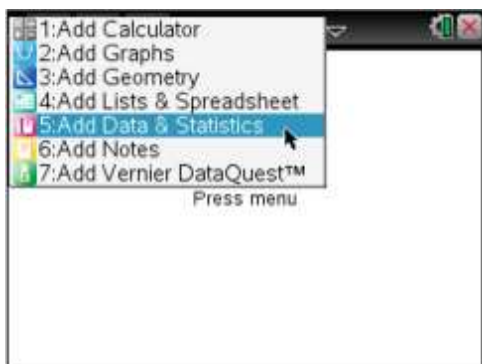 1:Add Calculator
2:Add Graphs
3:Add Geometry
4:Add Lists & Spreadsheet
5:Add Data & Statistics
6:Add Notes
7:Add Vernier DataQuest™
Press menu